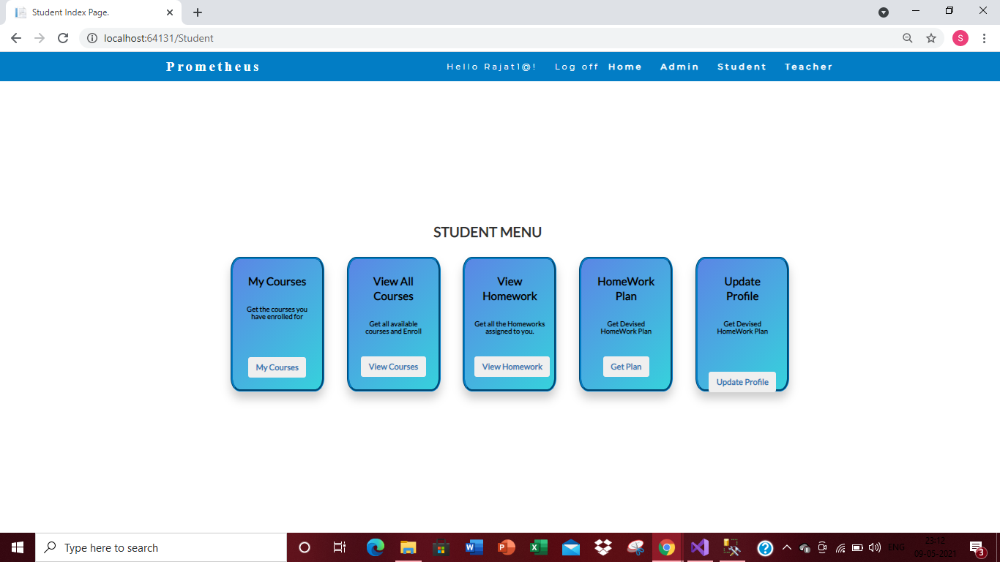 Student Index Page.
localhost:64131/Student
S
Prometheus
Hello Rajat1@! Log off Home Admin Student Teacher
STUDENT MENU
My Courses
Get the courses you
have enrolled for
My Courses
View All
Courses
Get all available
courses and Enroll
View Courses
View
Homework
Get all the Homeworks
assigned to you.
View Homework
HomeWork
Plan
Get Devised
HomeWork Plan
Get Plan
Update
Profile
Get Devised
HomeWork Plan
Update Profile
Type here to search
ENG
23:12
09-05-2021
3